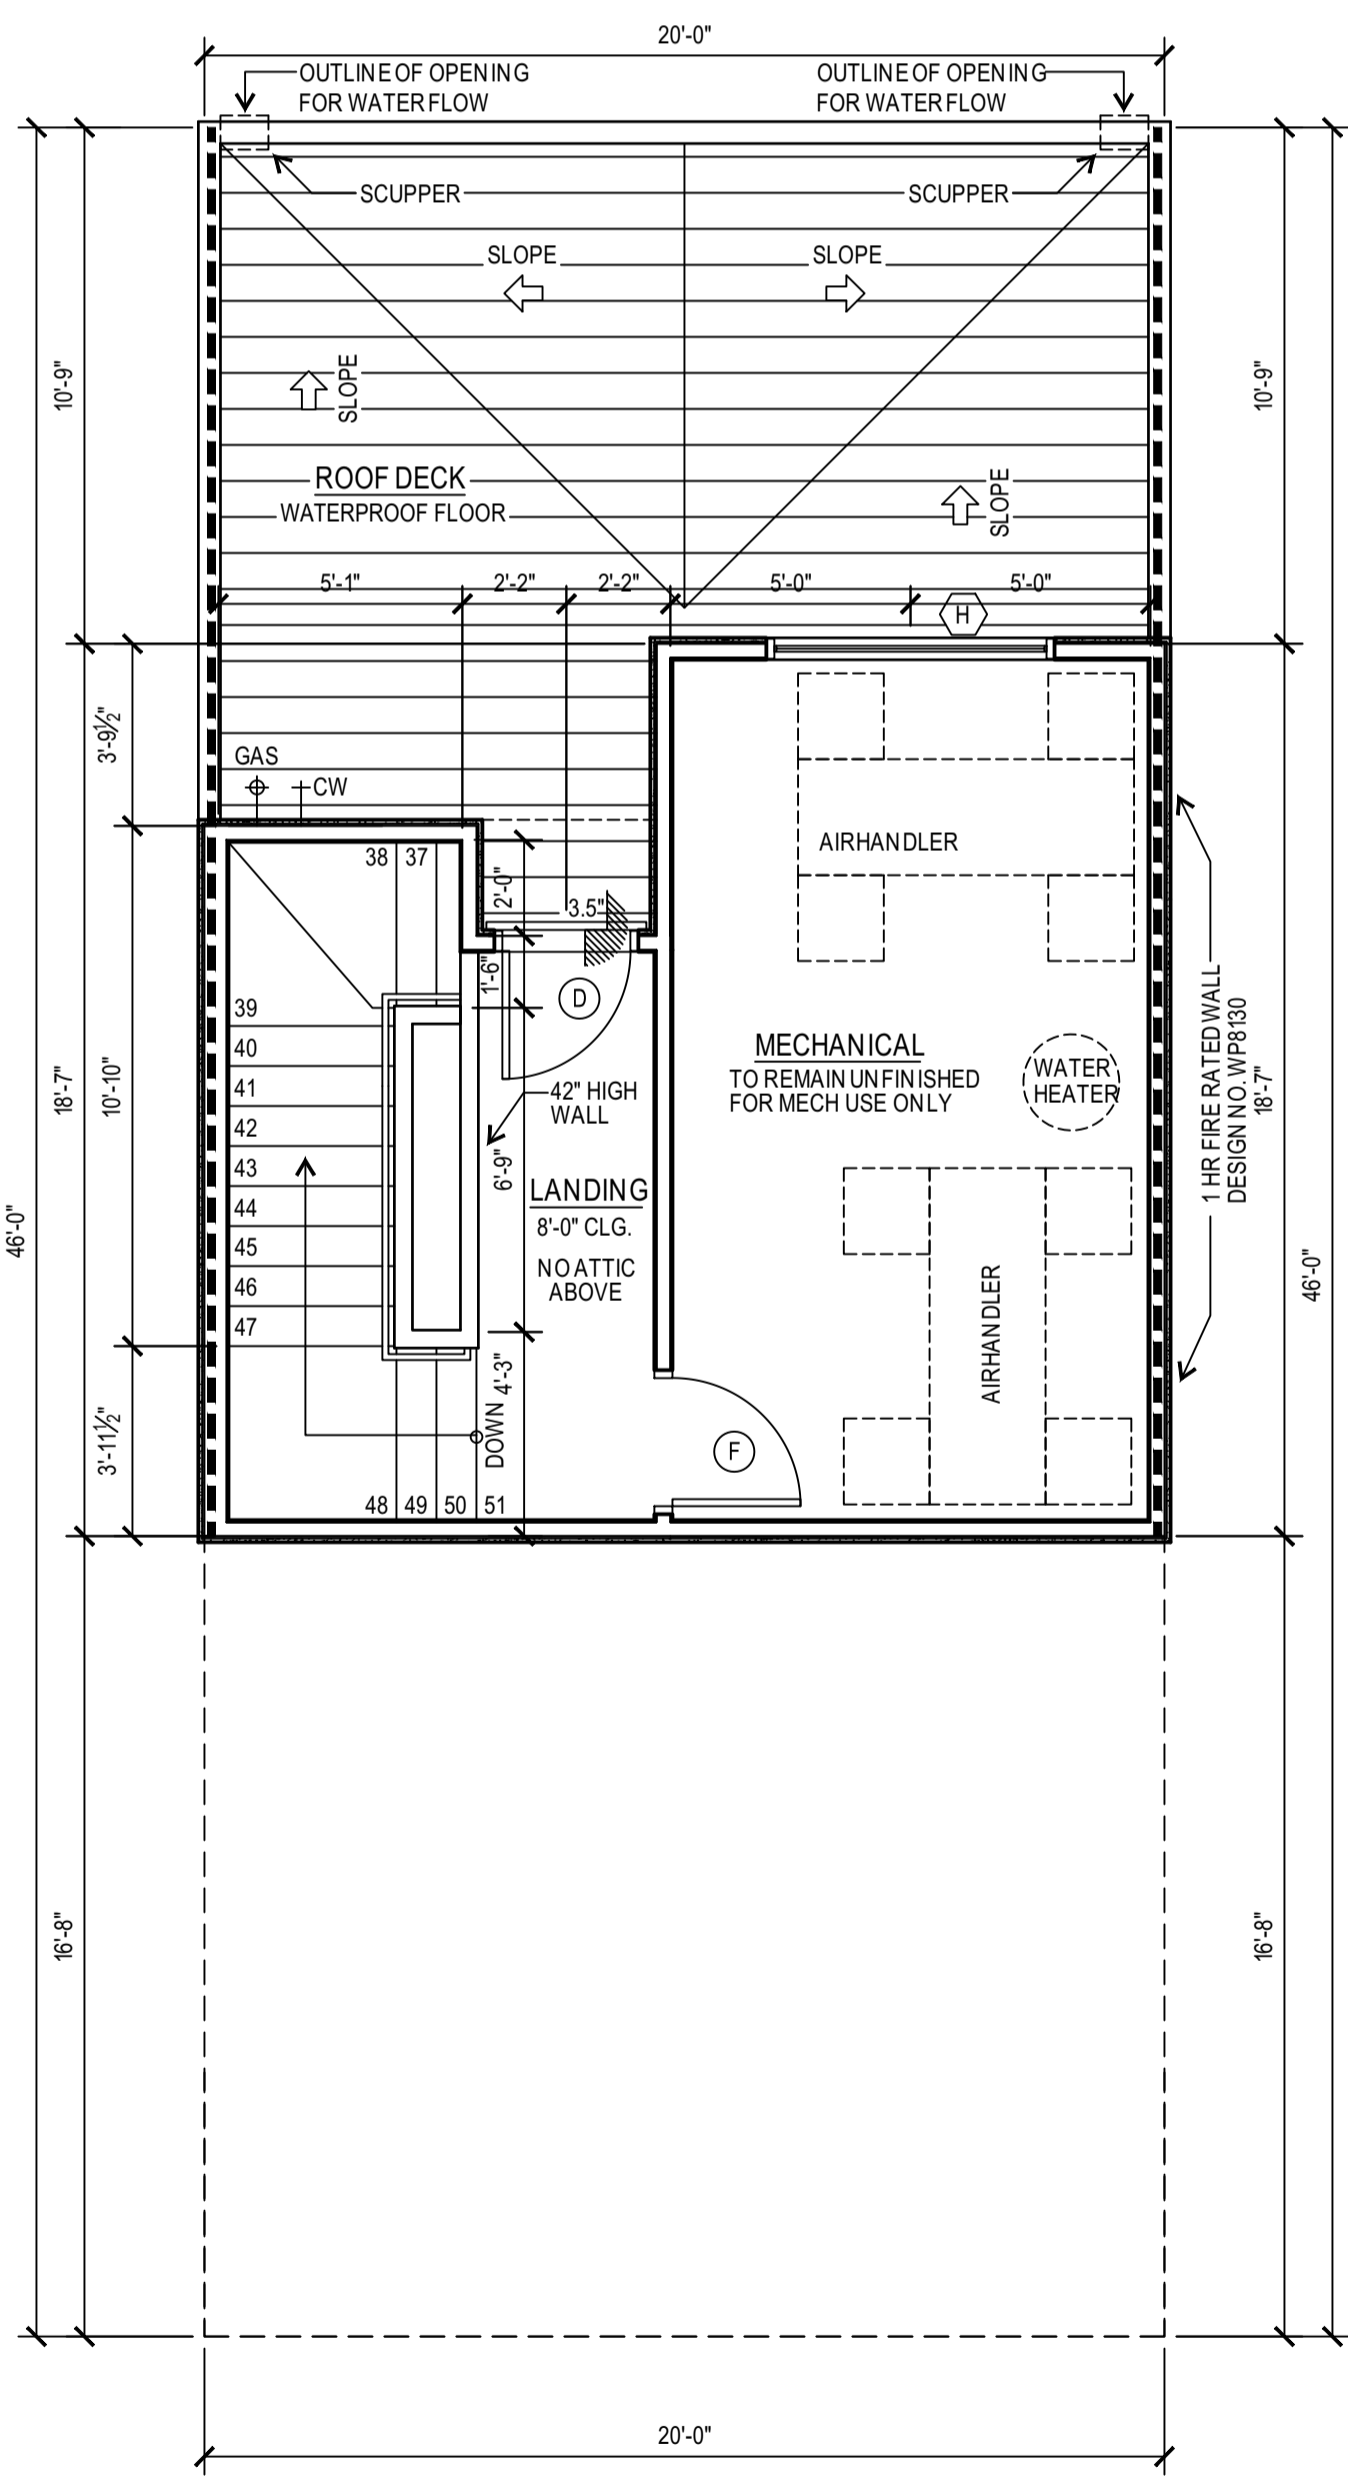 20'-0"
OUTLINE OF OPENING
FOR WATER FLOW
OUTLINE OF OPENING
FOR WATER FLOW
SCUPPER
SCUPPER
SLOPE
SLOPE
10'-9"
SLOPE
10'-9"
ROOF DECK
WATERPROOF FLOOR
SLOPE
5'-1"
2'-2"
2'-2"
5'-0"
5'-0"
H
3'-9½"
GAS
CW
38
37
2'-0"
3.5"
AIRHANDLER
1'-6"
D
39
40
41
42
43
44
45
46
47
46'-0"
18'-7"
10'-10"
42" HIGH
WALL
6'-9"
LANDING
8'-0" CLG.
NO ATTIC
ABOVE
MECHANICAL
TO REMAIN UNFINISHED
FOR MECH USE ONLY
WATER
HEATER
1 HR FIRE RATED WALL
DESIGN NO. WP8130
18'-7"
46'-0"
AIRHANDLER
3'-11½"
DOWN
4'-3"
F
48
49
50
51
16'-8"
16'-8"
20'-0"